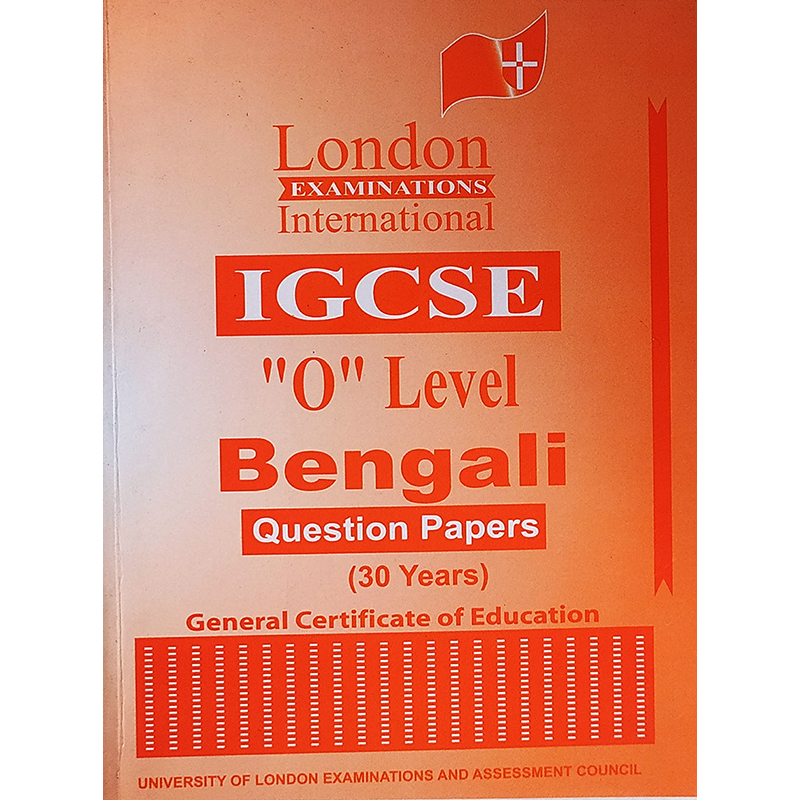 London
EXAMINATIONS
International
IGCSE
"O" Level
Bengali
Question Papers
(30 Years)
General Certificate of Education
UNIVERSITY OF LONDON EXAMINATIONS AND ASSESSMENT COUNCIL